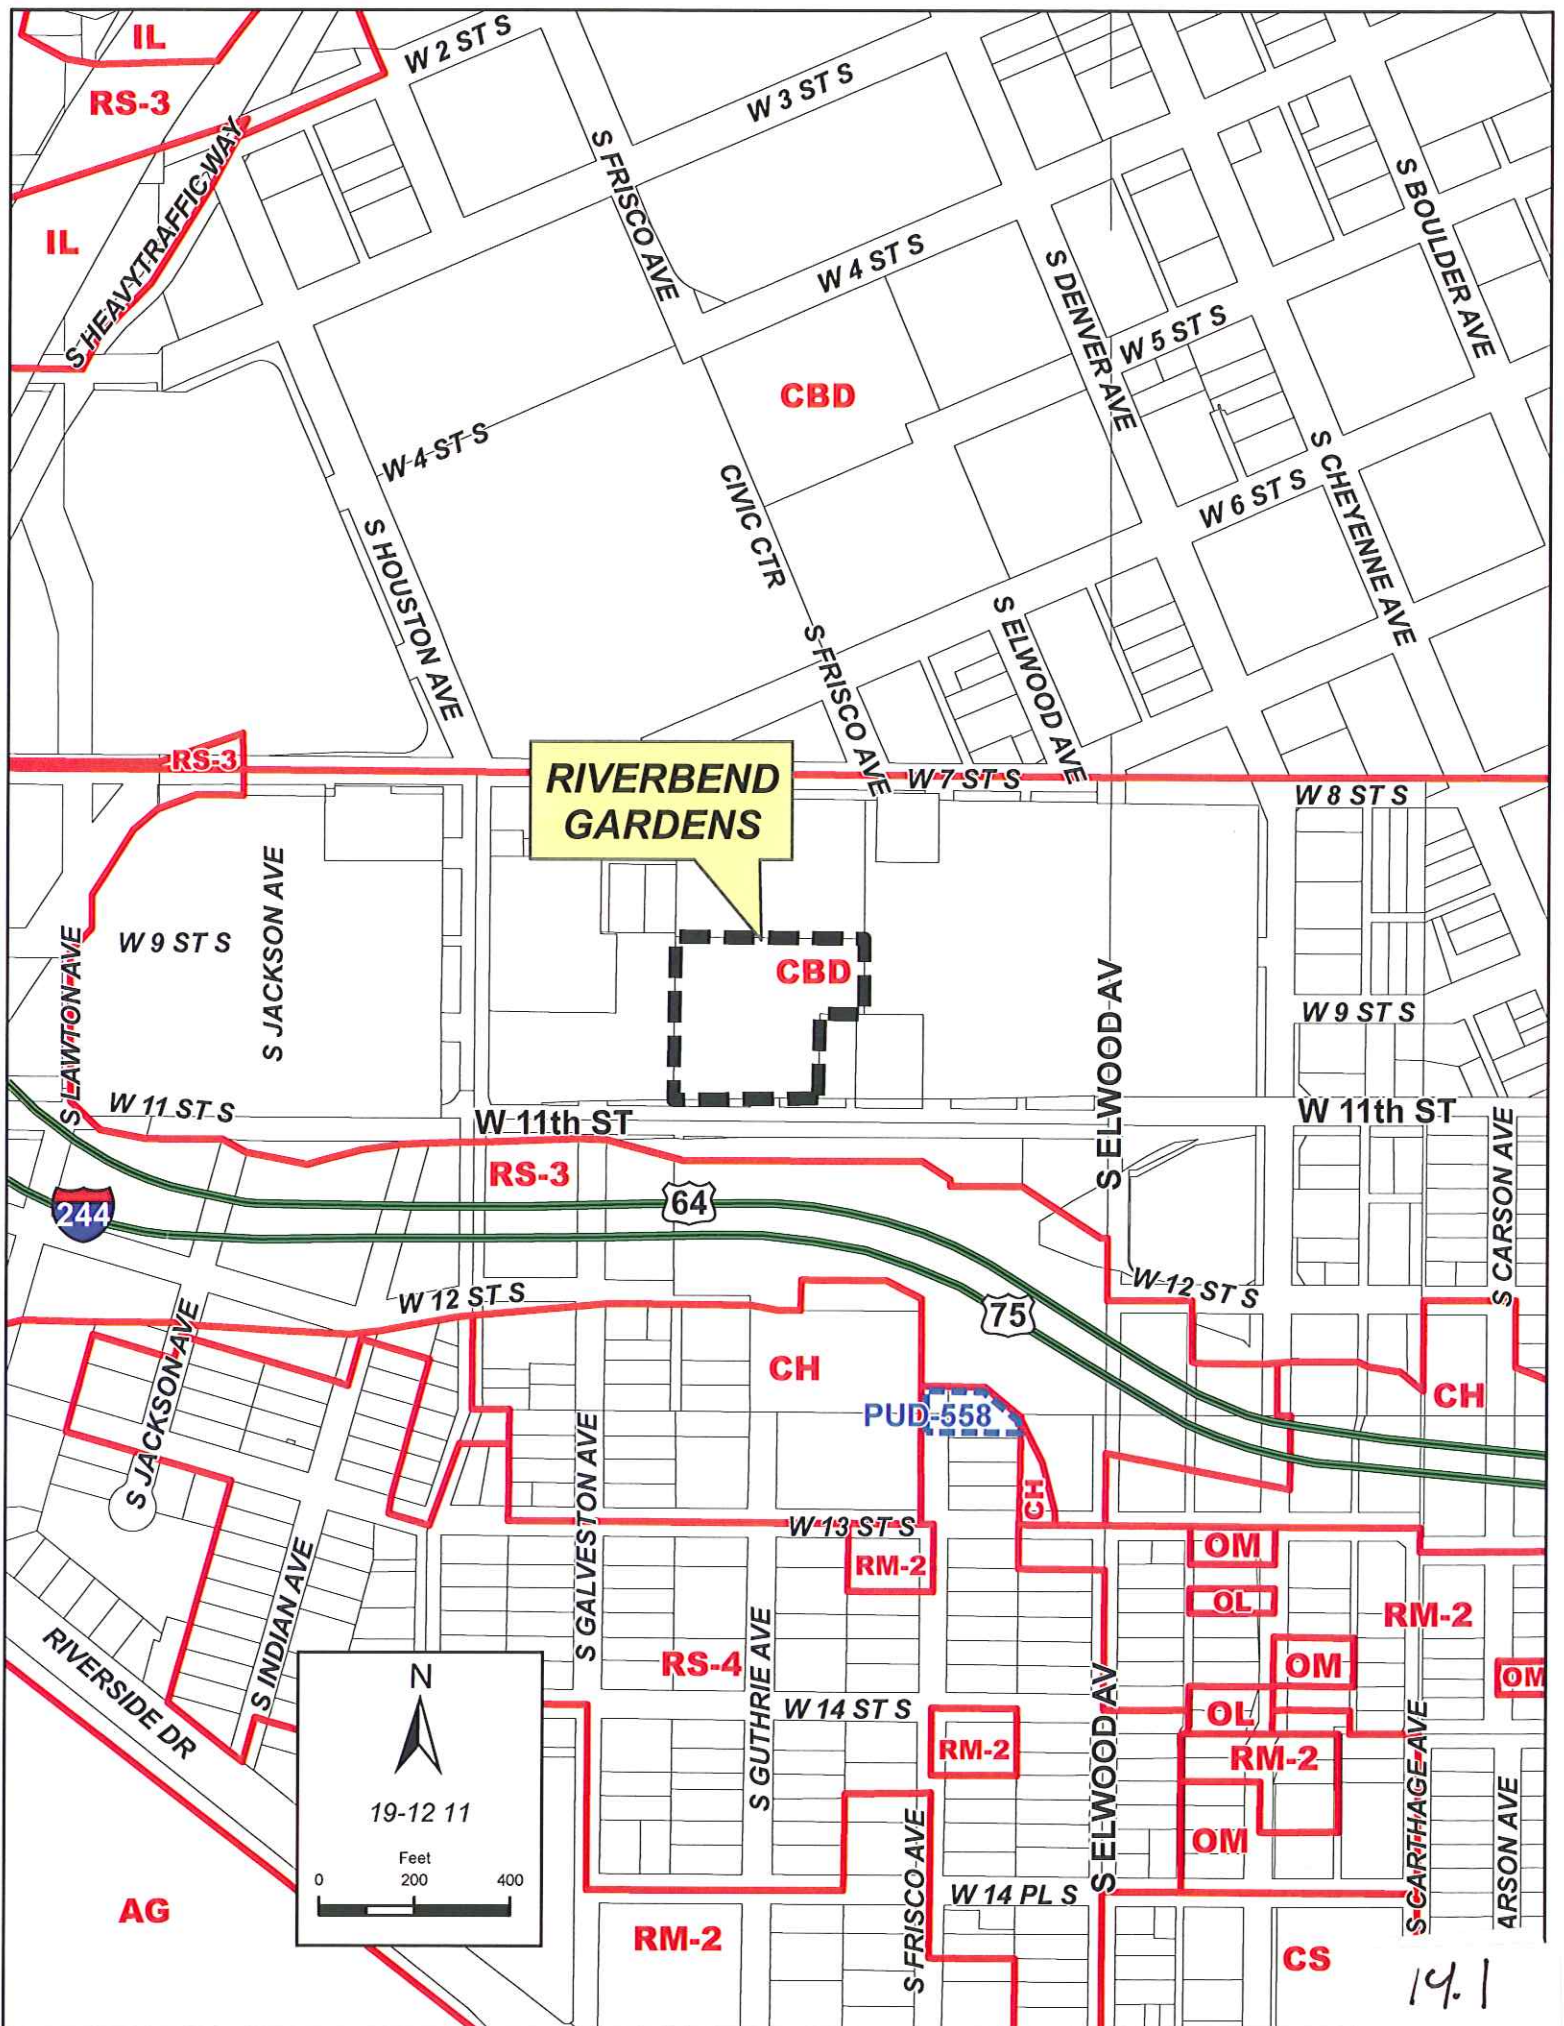 IL
W 2 ST S
RS-3
W 3 ST S
S HEAVYTRAFFIC WAY
S FRISCO AVE
S BOULDER AVE
IL
W 4 ST S
S DENVER AVE
W 5 ST S
CBD
W 4 ST S
S CHEYENNE AVE
CIVIC CTR
W 6 ST S
S HOUSTON AVE
S ELWOOD AVE
S FRISCO AVE
RS-3
RIVERBEND
GARDENS
W 7 ST S
W 8 ST S
S JACKSON AVE
W 9 ST S
S LAWTON AVE
CBD
S ELWOOD AV
W 9 ST S
W 11 ST S
W 11th ST
W 11th ST
S CARSON AVE
RS-3
244
64
W 12 ST S
W 12 ST S
75
S JACKSON AVE
CH
CH
PUD-558
S GALVESTON AVE
CH
W 13 ST S
OM
RM-2
S INDIAN AVE
OL
RM-2
S GUTHRIE AVE
RIVERSIDE DR
RS-4
OM
OM
N
W 14 ST S
S ELWOOD AV
OL
RM-2
RM-2
S CARTHAGE AVE
19-12 11
S FRISCO AVE
OM
ARSON AVE
Feet
0 200 400
W 14 PL S
AG
RM-2
CS
14.1